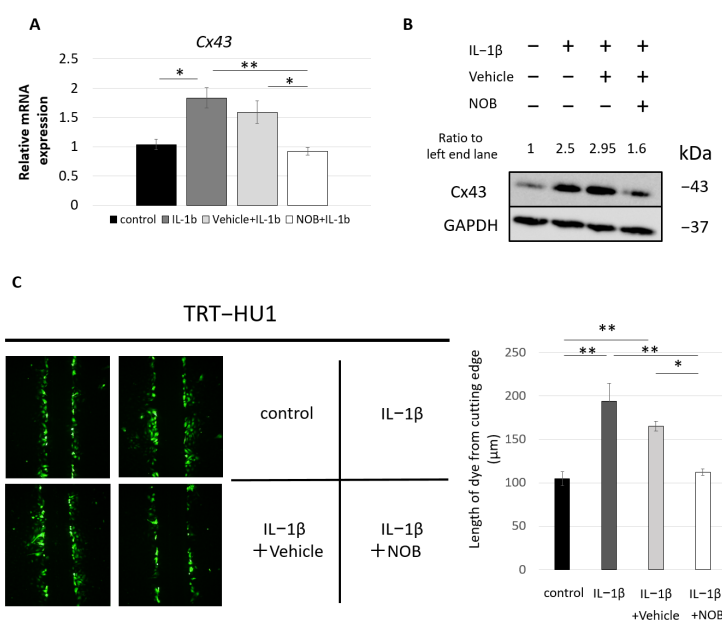 A
Cx43
Relative mRNA
expression
2.5
2
1.5
1
0.5
0
*
**
*
control IL-1b Vehicle+IL-1b NOB+IL-1b
B
IL−1β − + + +
Vehicle − − + +
NOB − − − +
Ratio to
left end lane 1 2.5 2.95 1.6 kDa
Cx43 −43
GAPDH −37
C
TRT−HU1
control IL−1β
IL−1β IL−1β
+Vehicle +NOB
Length of dye from cutting edge
(μm)
250
200
150
100
50
0
**
**
**
*
control IL−1β IL−1β IL−1β
+Vehicle +NOB